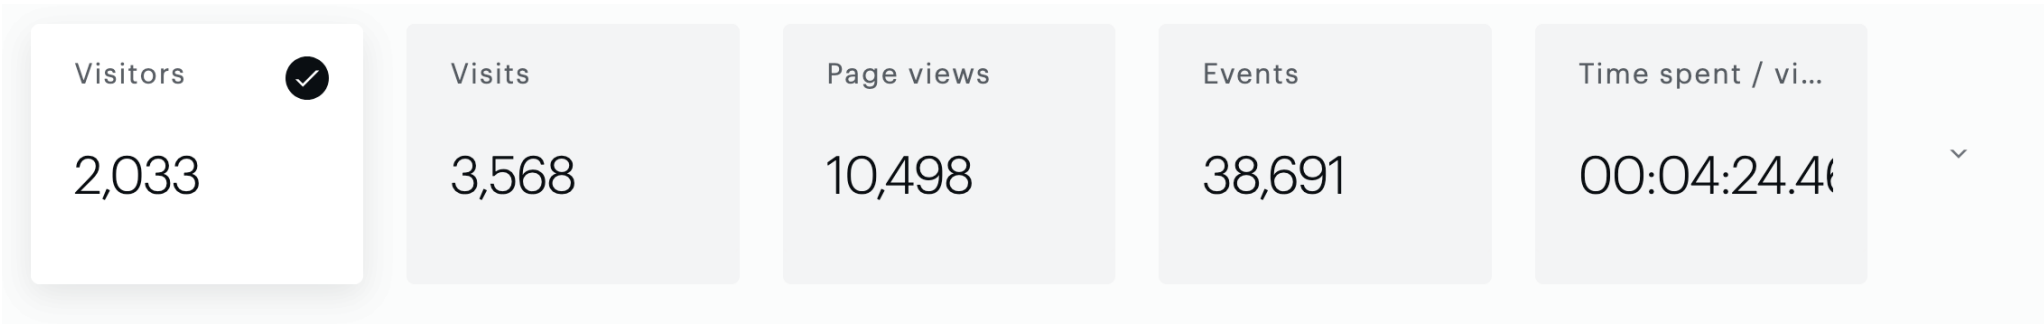 Visitors
2,033
Visits
3,568
Page views
10,498
Events
38,691
Time spent / vi...
00:04:24.4